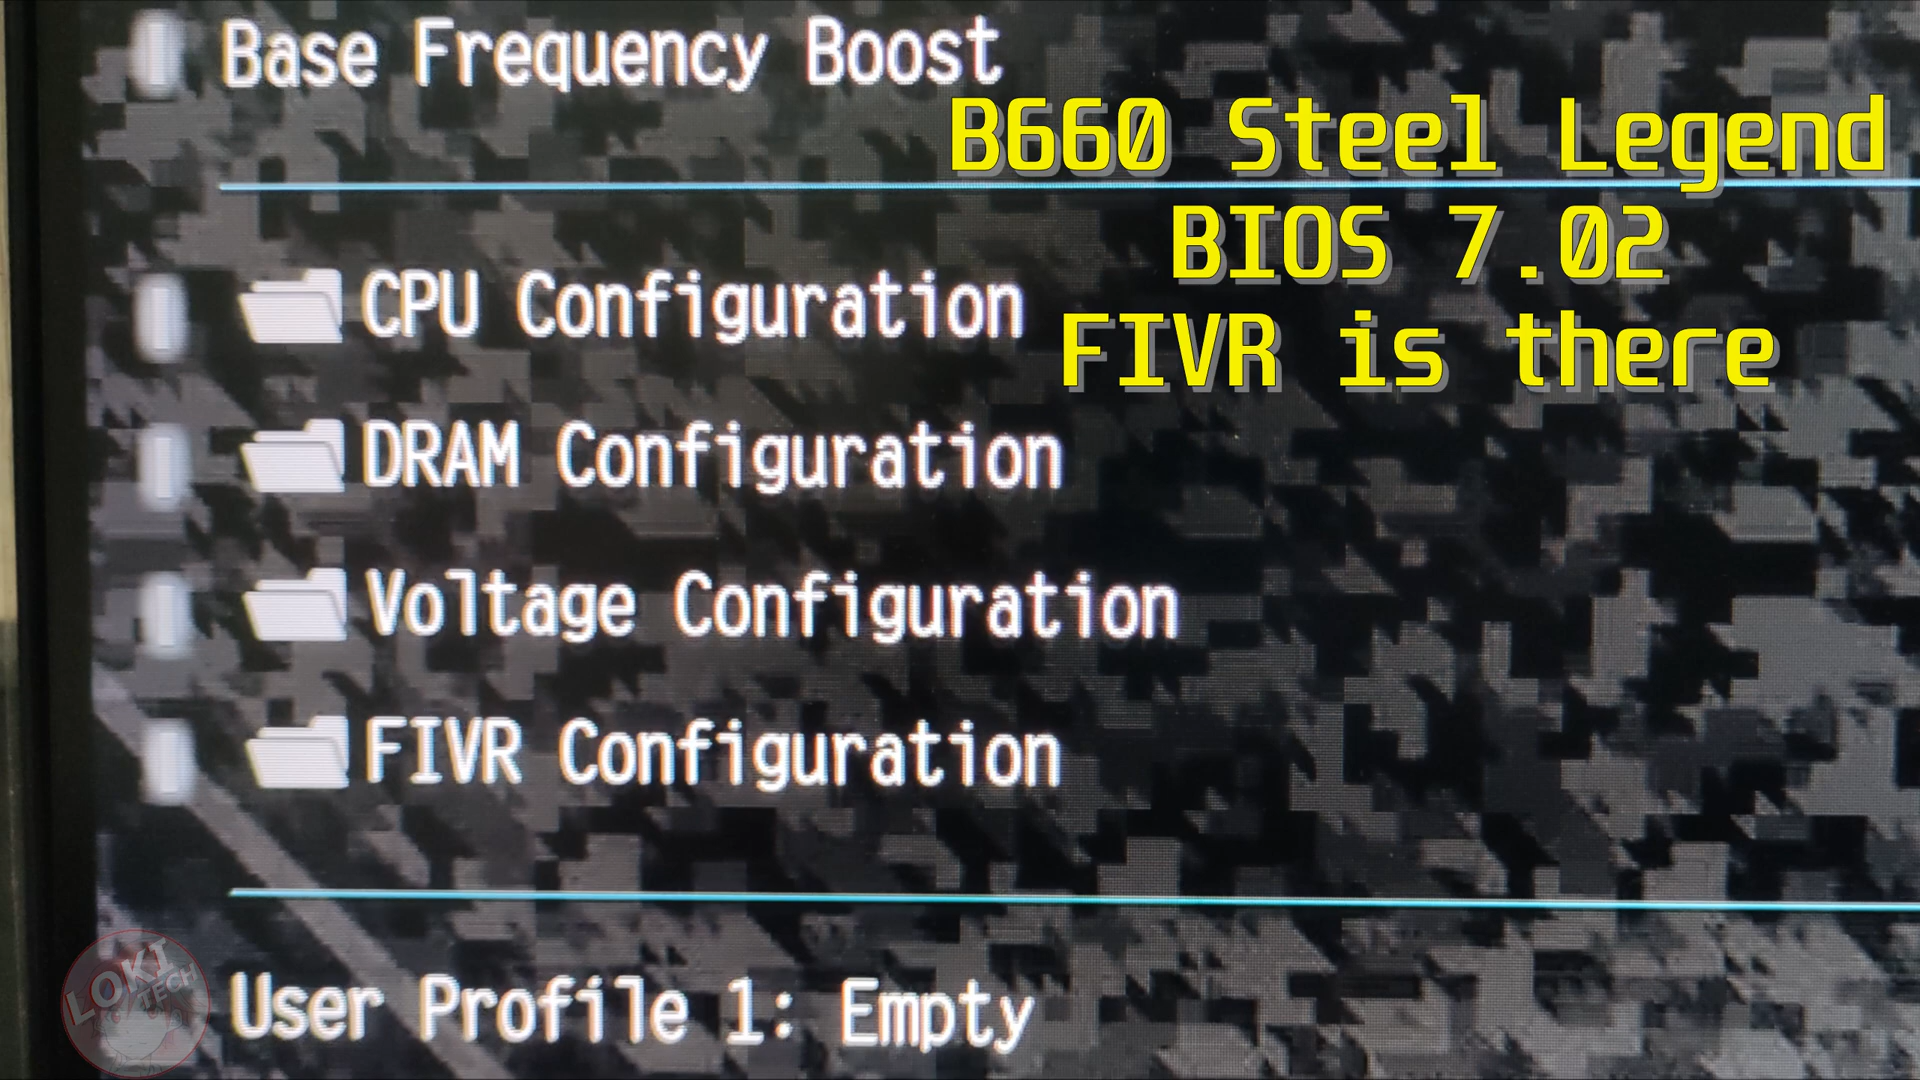 Base Frequency Boost
B660 Steel Legend
BIOS 7.02
FIVR is there
CPU Configuration
DRAM Configuration
Voltage Configuration
FIVR Configuration
LOKI
TECH
User Profile 1: Empty